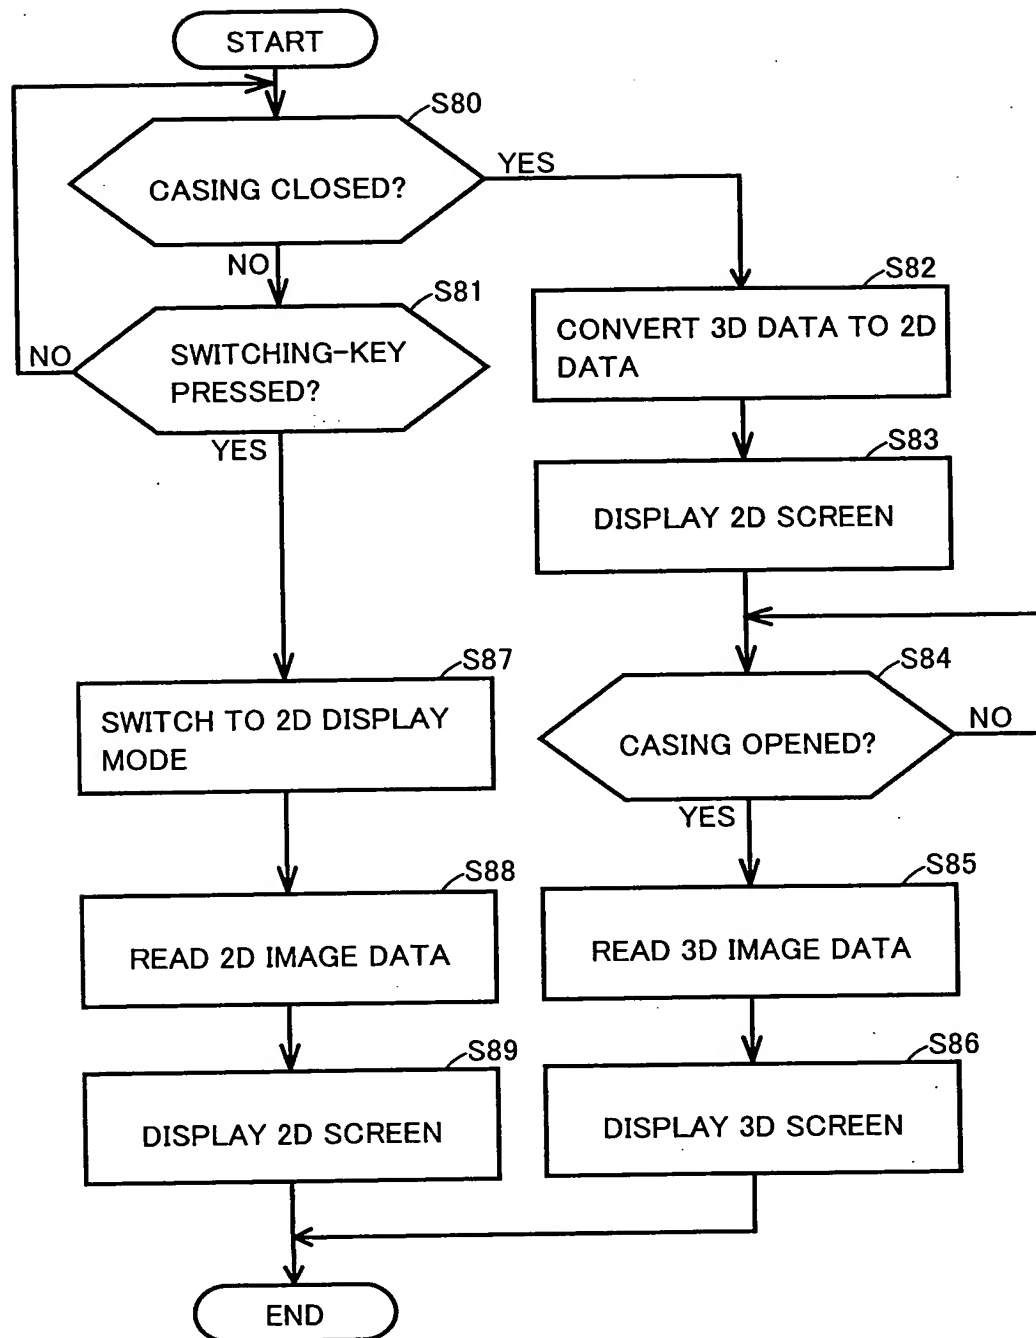 START
S80
CASING CLOSED?
YES
NO
S81
SWITCHING-KEY
PRESSED?
NO
YES
S82
CONVERT 3D DATA TO 2D
DATA
S83
DISPLAY 2D SCREEN
S84
CASING OPENED?
NO
YES
S85
READ 3D IMAGE DATA
S86
DISPLAY 3D SCREEN
S87
SWITCH TO 2D DISPLAY
MODE
S88
READ 2D IMAGE DATA
S89
DISPLAY 2D SCREEN
END